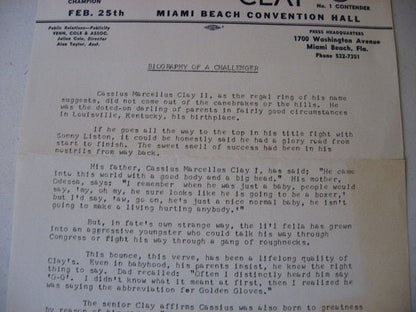 CHAMPION
CLAY
No. 1 CONTENDER
FEB. 25th
MIAMI BEACH CONVENTION HALL
Public Relations—Publicity
VENN, COLE & ASSOC.
Julian Cole, Director
Alan Taylor, Asst.
PRESS HEADQUARTERS
1700 Washington Avenue
Miami Beach, Fla.
Phone 532-7251
BIOGRAPHY OF A CHALLENGER
Cassius Marcellus Clay II, as the regal ring of his name
suggests, did not come out of the canebrakes or the hills. He
was the doted-on darling of parents in fairly good circumstances
in Louisville, Kentucky, his birthplace.
If he goes all the way to the top in his title fight with
Sonny Liston, it could be honestly said he had a glory road from
start to finish. The sweet smell of success had been in his
nostrils from way back.
His father, Cassius Marcellus Clay I, has said; "He came
into this world with a good body and a big head." His mother,
Odessa, says: "I remember when he was just a baby, people would
say, 'my, oh my, he sure looks like he is going to be a boxer,'
but I'd say, 'aw, go on, he's just a nice normal baby, he isn't
going to make a living hurting anybody.'"
But, in fate's own strange way, the li'l fella has grown
into an aggressive youngster who could talk his way through
Congress or fight his way through a gang of roughnecks.
This bounce, this verve, has been a lifelong quality of
Clay's. Even in babyhood, his parents insist, he knew the right
thing to say. Dad recalled: "Often I distinctly heard him say
'G-G'. I didn't know what it meant at first, then I realized he
was saying the abbreviation for Golden Gloves."
The senior Clay affirms Cassius was also born to greatness
by reason of his